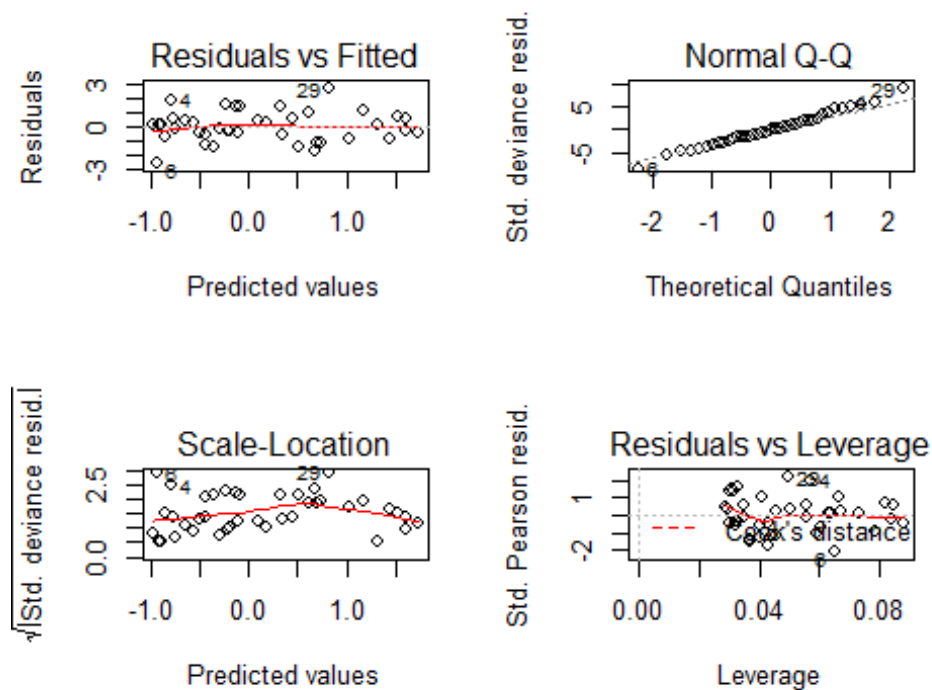 Residuals vs Fitted
Residuals
3
0
-3
4
29
6
-1.0 0.0 1.0
Predicted values
Normal Q-Q
Std. deviance resid.
5
-5
29
4
6
-2 -1 0 1 2
Theoretical Quantiles
Scale-Location
√|Std. deviance resid.|
2.5
0.0
6
4
29
-1.0 0.0 1.0
Predicted values
Residuals vs Leverage
Std. Pearson resid.
1
-2
29
4
Cook's distance
6
0.00 0.04 0.08
Leverage